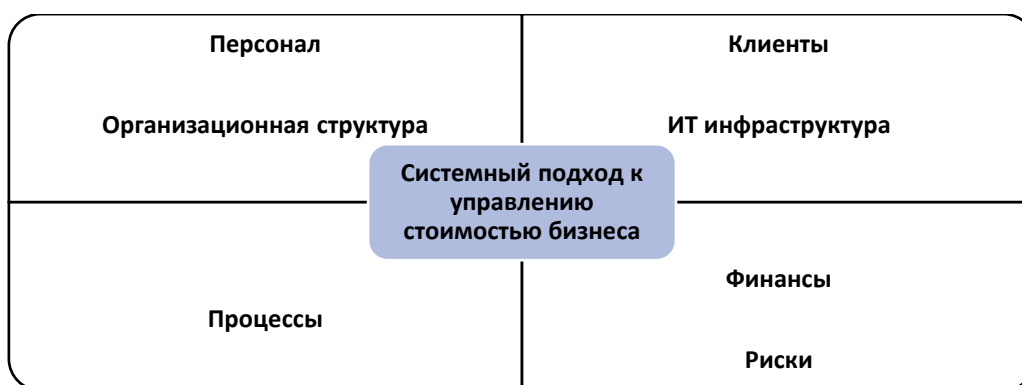 Персонал
Организационная структура
Клиенты
ИТ инфраструктура
Системный подход к
управлению
стоимостью бизнеса
Процессы
Финансы
Риски